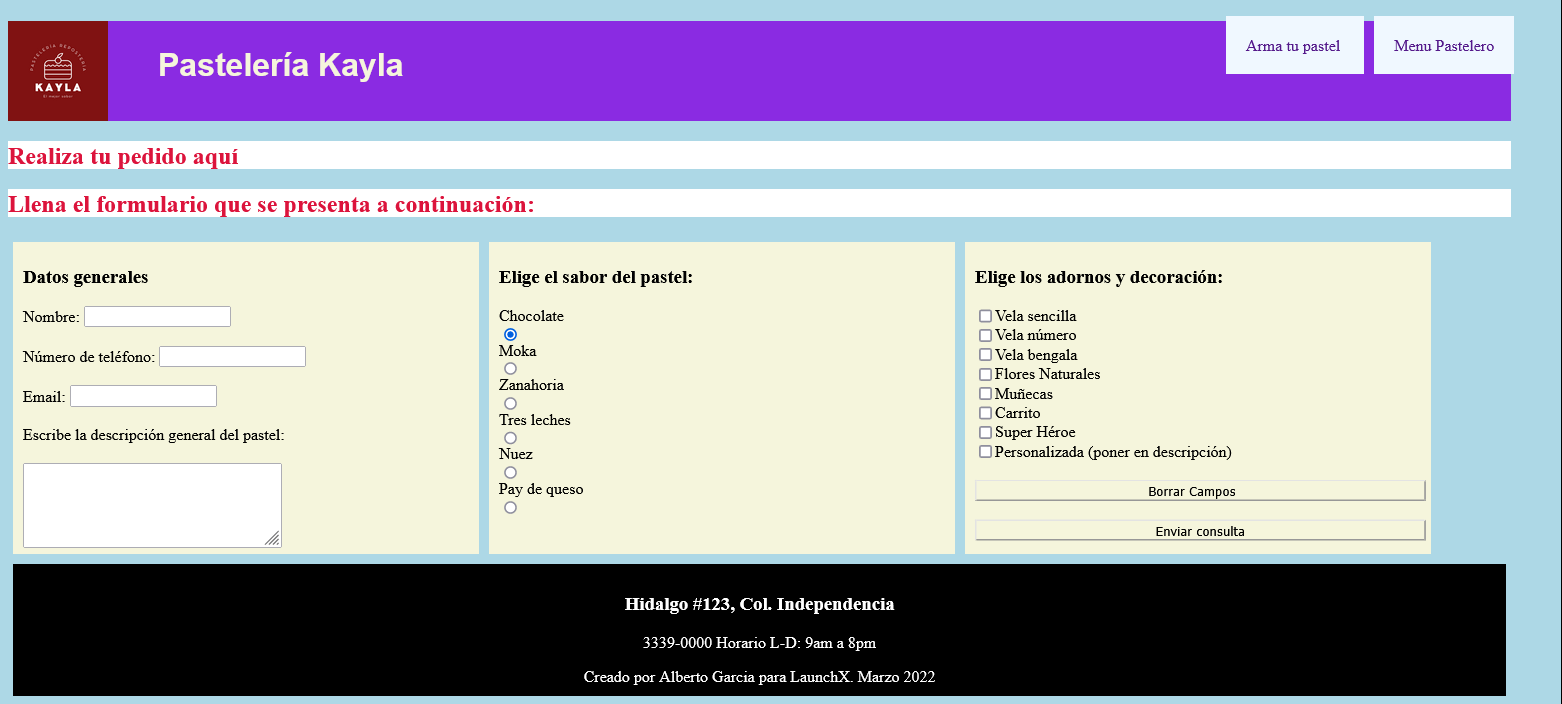 PASTELERÍA REPOSTERÍA
KAYLA
El mejor sabor
Pastelería Kayla
Arma tu pastel
Menu Pastelero
Realiza tu pedido aquí
Llena el formulario que se presenta a continuación:
Datos generales
Nombre:
Número de teléfono:
Email:
Escribe la descripción general del pastel:
Elige el sabor del pastel:
Chocolate
Moka
Zanahoria
Tres leches
Nuez
Pay de queso
Elige los adornos y decoración:
Vela sencilla
Vela número
Vela bengala
Flores Naturales
Muñecas
Carrito
Super Héroe
Personalizada (poner en descripción)
Borrar Campos
Enviar consulta
Hidalgo #123, Col. Independencia
3339-0000 Horario L-D: 9am a 8pm
Creado por Alberto Garcia para LaunchX. Marzo 2022